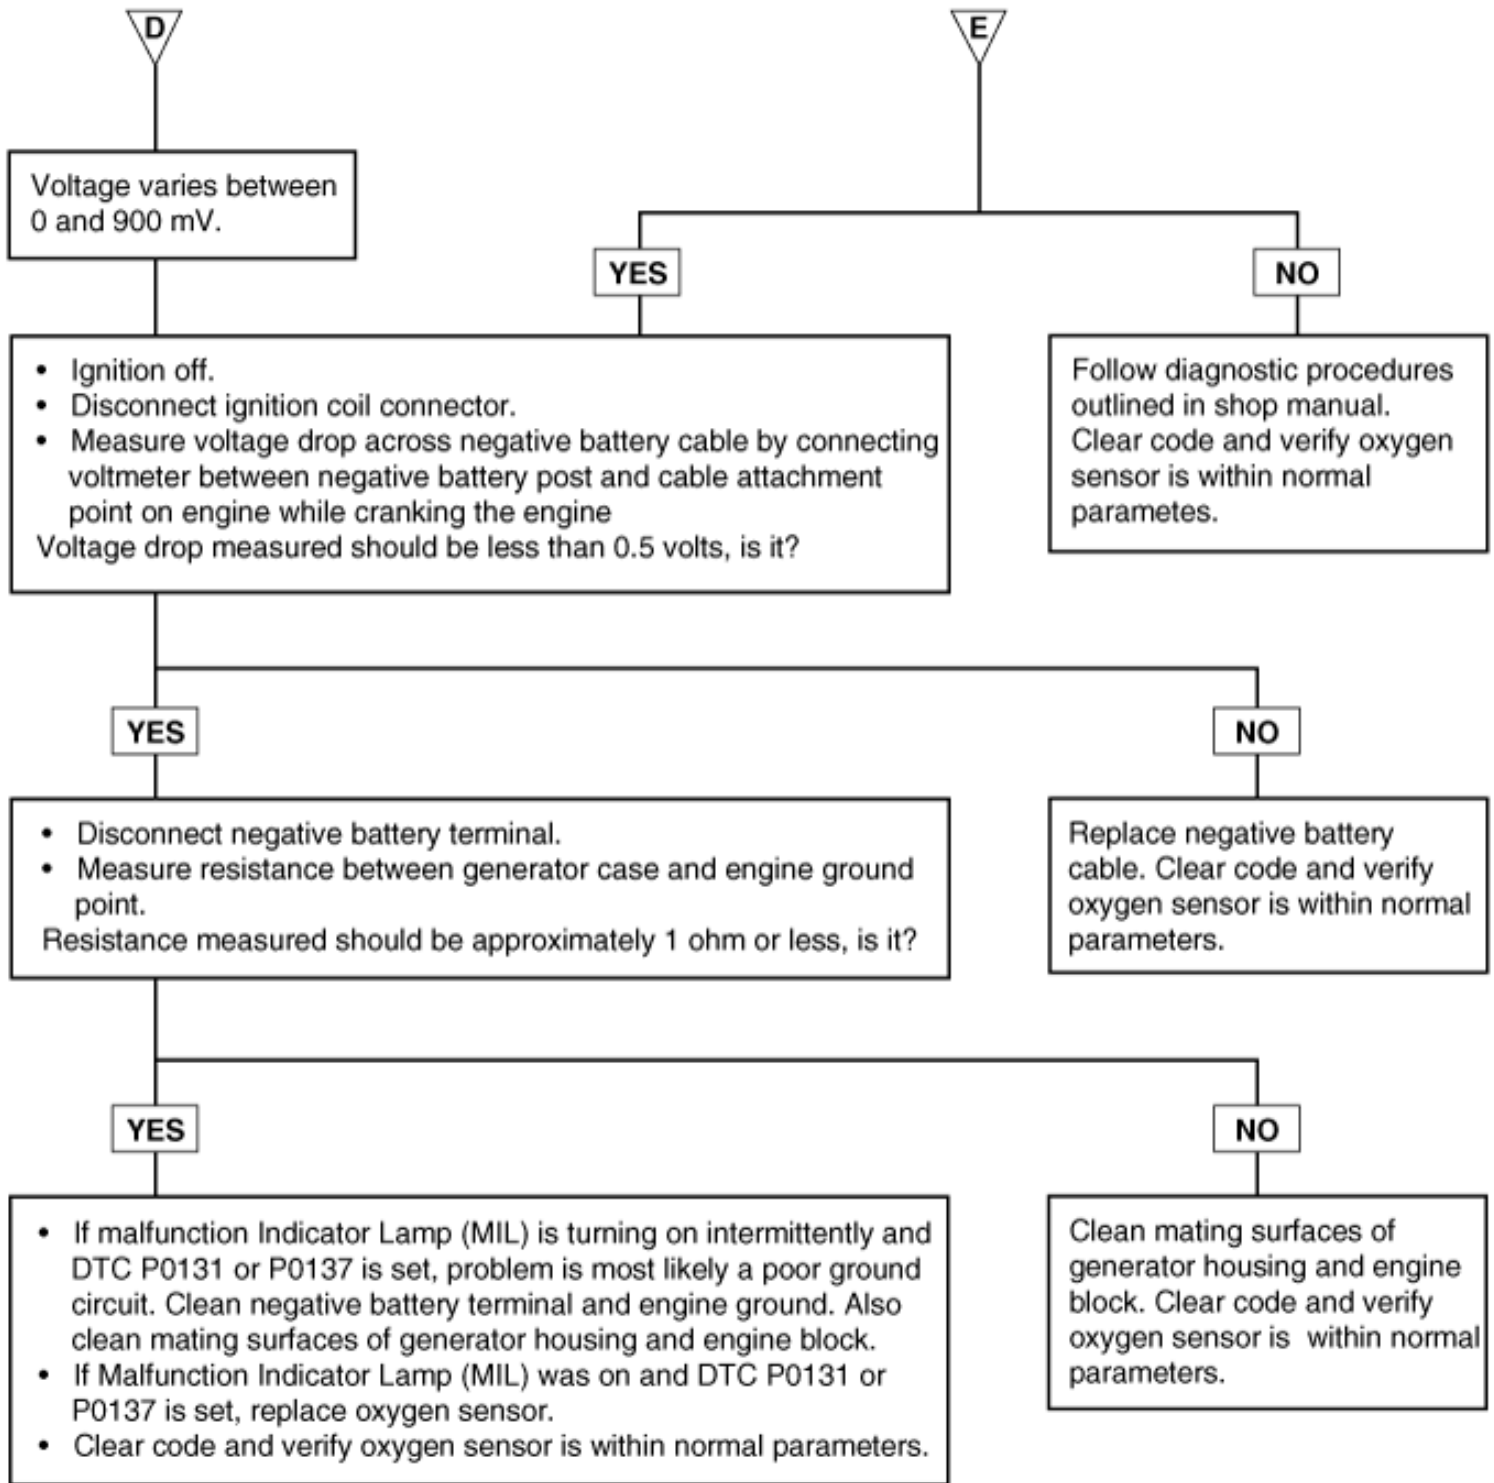 D
E
Voltage varies between
0 and 900 mV.
YES
NO
• Ignition off.
• Disconnect ignition coil connector.
• Measure voltage drop across negative battery cable by connecting
voltmeter between negative battery post and cable attachment
point on engine while cranking the engine
Voltage drop measured should be less than 0.5 volts, is it?
Follow diagnostic procedures
outlined in shop manual.
Clear code and verify oxygen
sensor is within normal
parametes.
YES
NO
• Disconnect negative battery terminal.
• Measure resistance between generator case and engine ground
point.
Resistance measured should be approximately 1 ohm or less, is it?
Replace negative battery
cable. Clear code and verify
oxygen sensor is within normal
parameters.
YES
NO
• If malfunction Indicator Lamp (MIL) is turning on intermittently and
DTC P0131 or P0137 is set, problem is most likely a poor ground
circuit. Clean negative battery terminal and engine ground. Also
clean mating surfaces of generator housing and engine block.
• If Malfunction Indicator Lamp (MIL) was on and DTC P0131 or
P0137 is set, replace oxygen sensor.
• Clear code and verify oxygen sensor is within normal parameters.
Clean mating surfaces of
generator housing and engine
block. Clear code and verify
oxygen sensor is within normal
parameters.